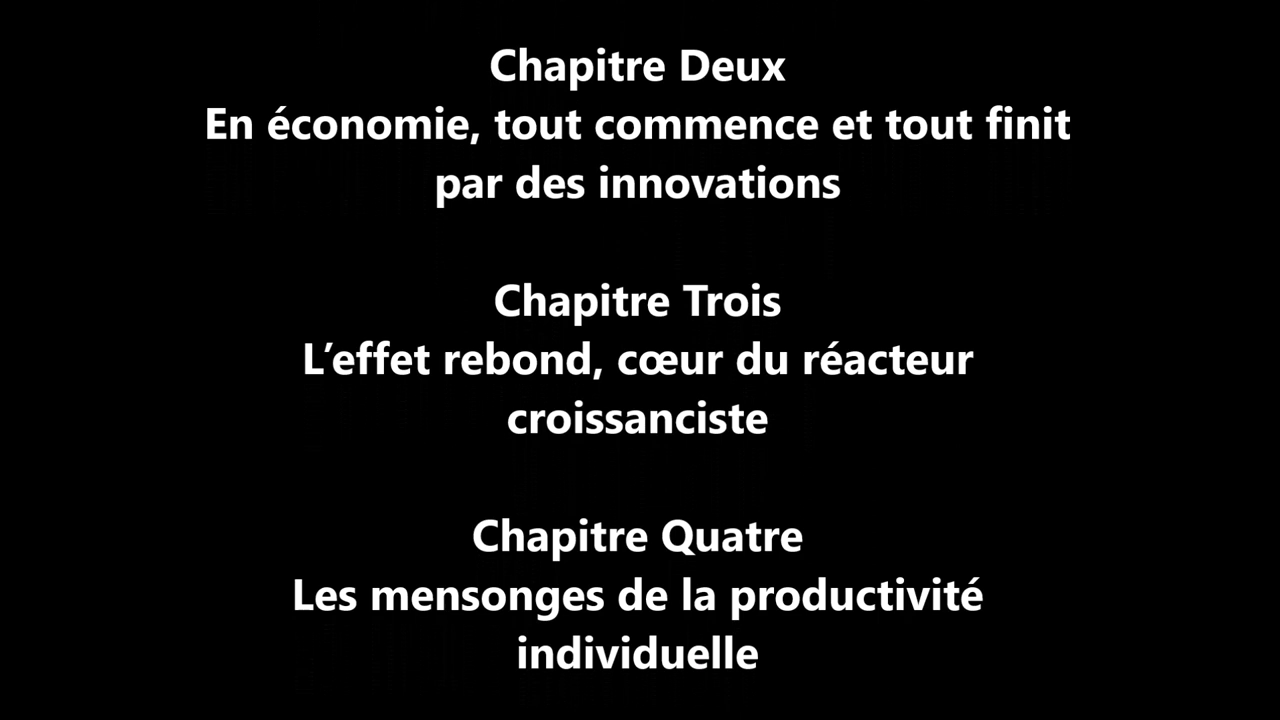 Chapitre Deux
En économie, tout commence et tout finit
par des innovations
Chapitre Trois
L’effet rebond, cœur du réacteur
croissanciste
Chapitre Quatre
Les mensonges de la productivité
individuelle